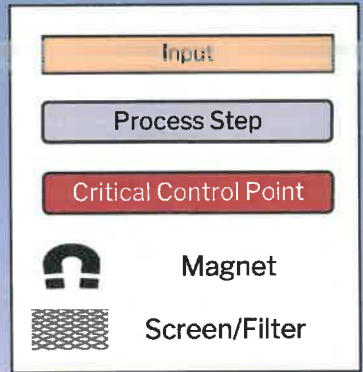 Input
Process Step
Critical Control Point
Magnet
Screen/Filter